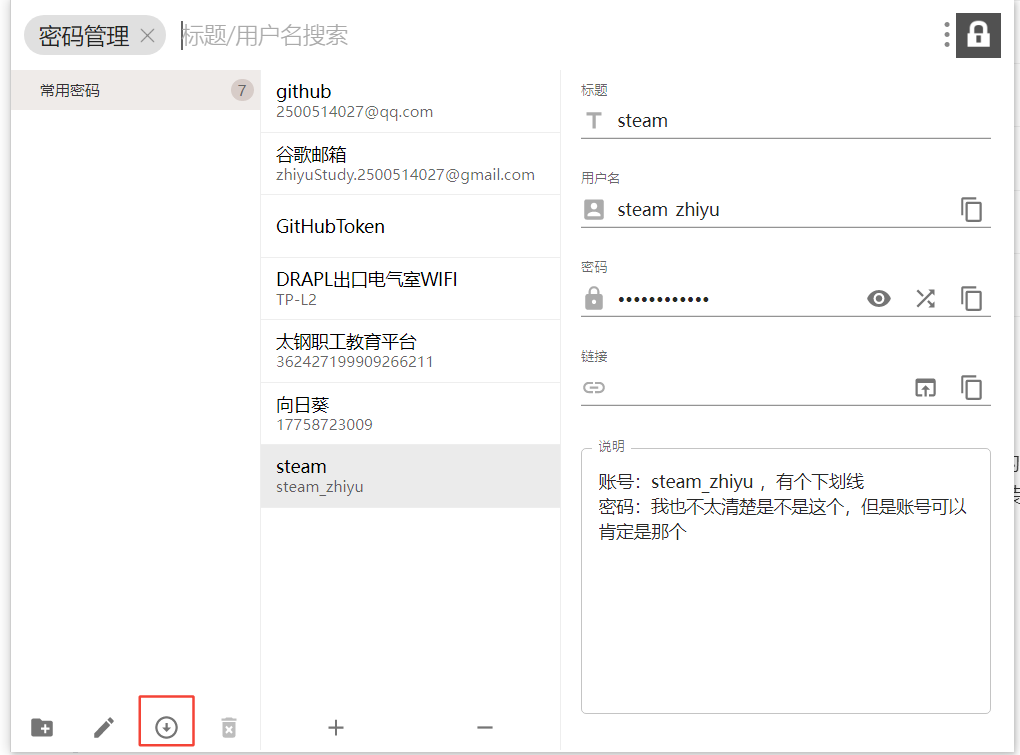 密码管理
标题/用户名搜索
常用密码
7
github
2500514027@qq.com
谷歌邮箱
zhiyuStudy.2500514027@gmail.com
GitHubToken
DRAPL出口电气室WIFI
TP-L2
太钢职工教育平台
362427199909266211
向日葵
17758723009
steam
steam_zhiyu
标题
steam
用户名
steam zhiyu
密码
••••••••••••
链接
说明
账号：steam_zhiyu ，有个下划线
密码：我也不太清楚是不是这个，但是账号可以
肯定是那个